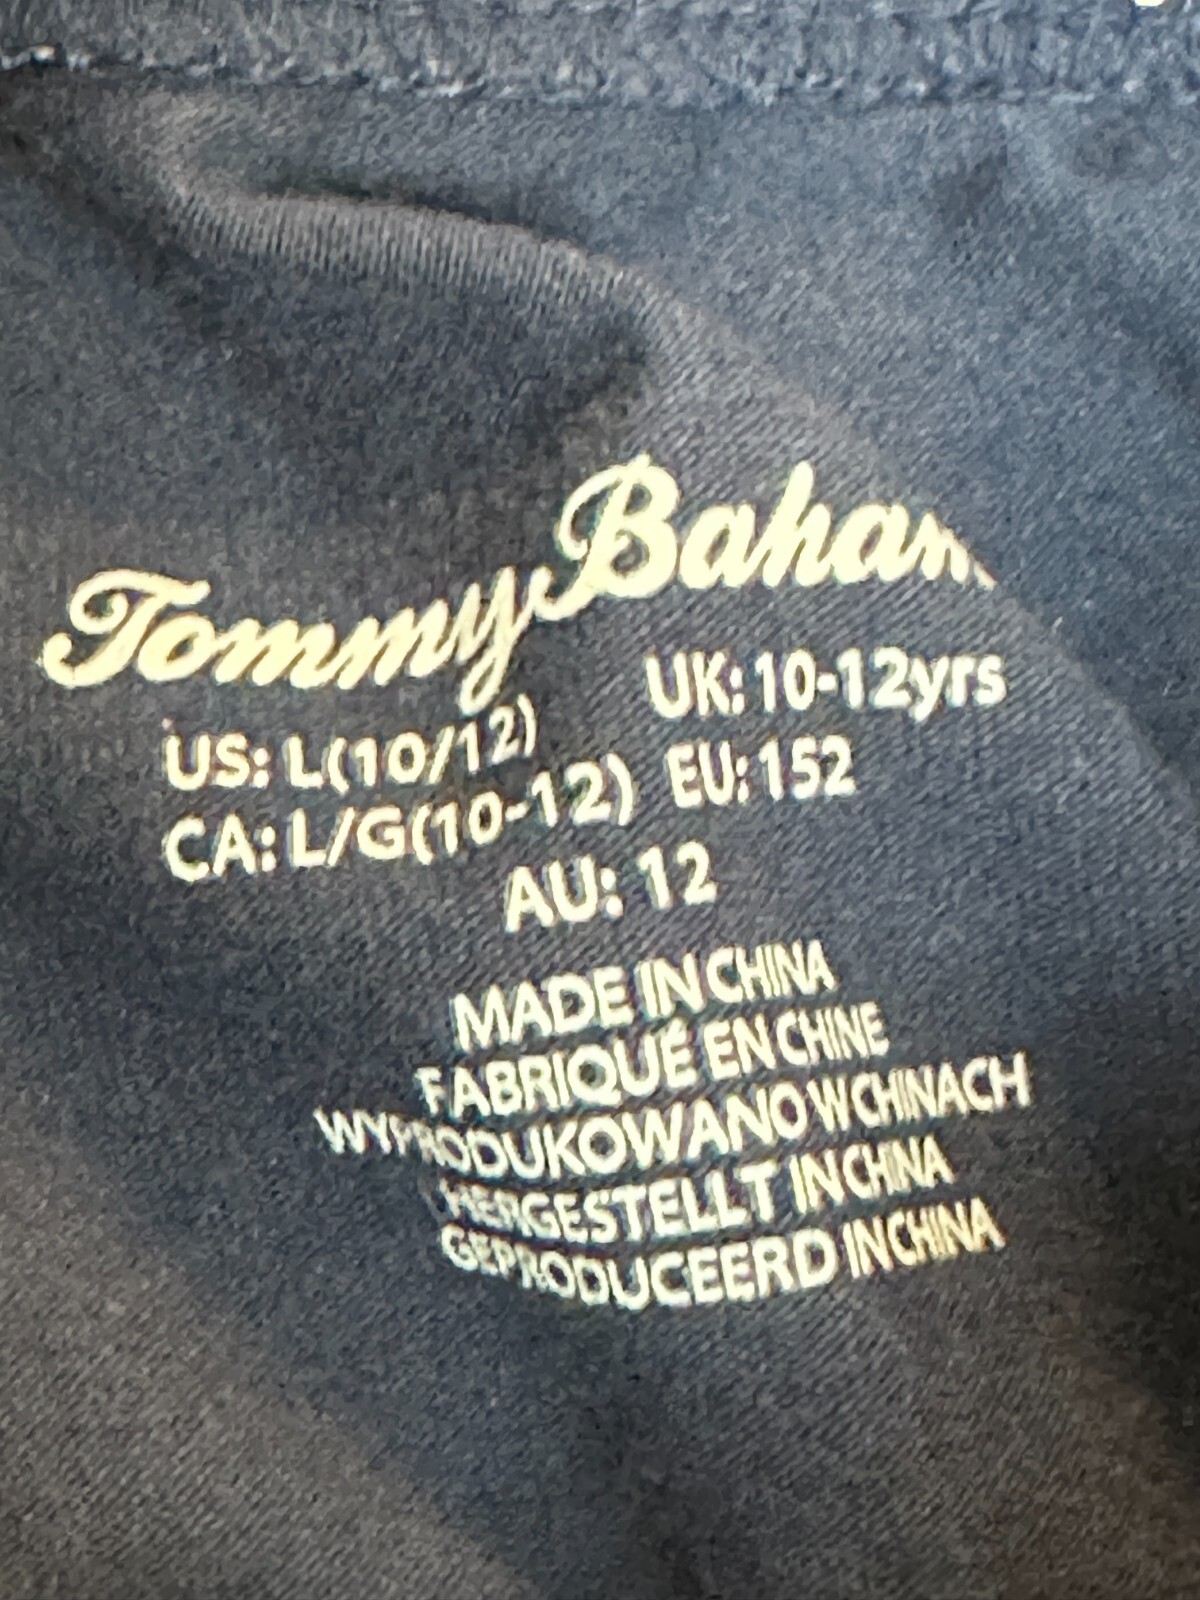 Tommy Baham
US: L(10/12) UK: 10-12yrs
CA: L/G(10-12) EU: 152
AU: 12
MADE IN CHINA
FABRIQUÉ EN CHINE
WYPRODUKOWANO W CHINACH
HERGESTELLT IN CHINA
GEPRODUCEERD IN CHINA